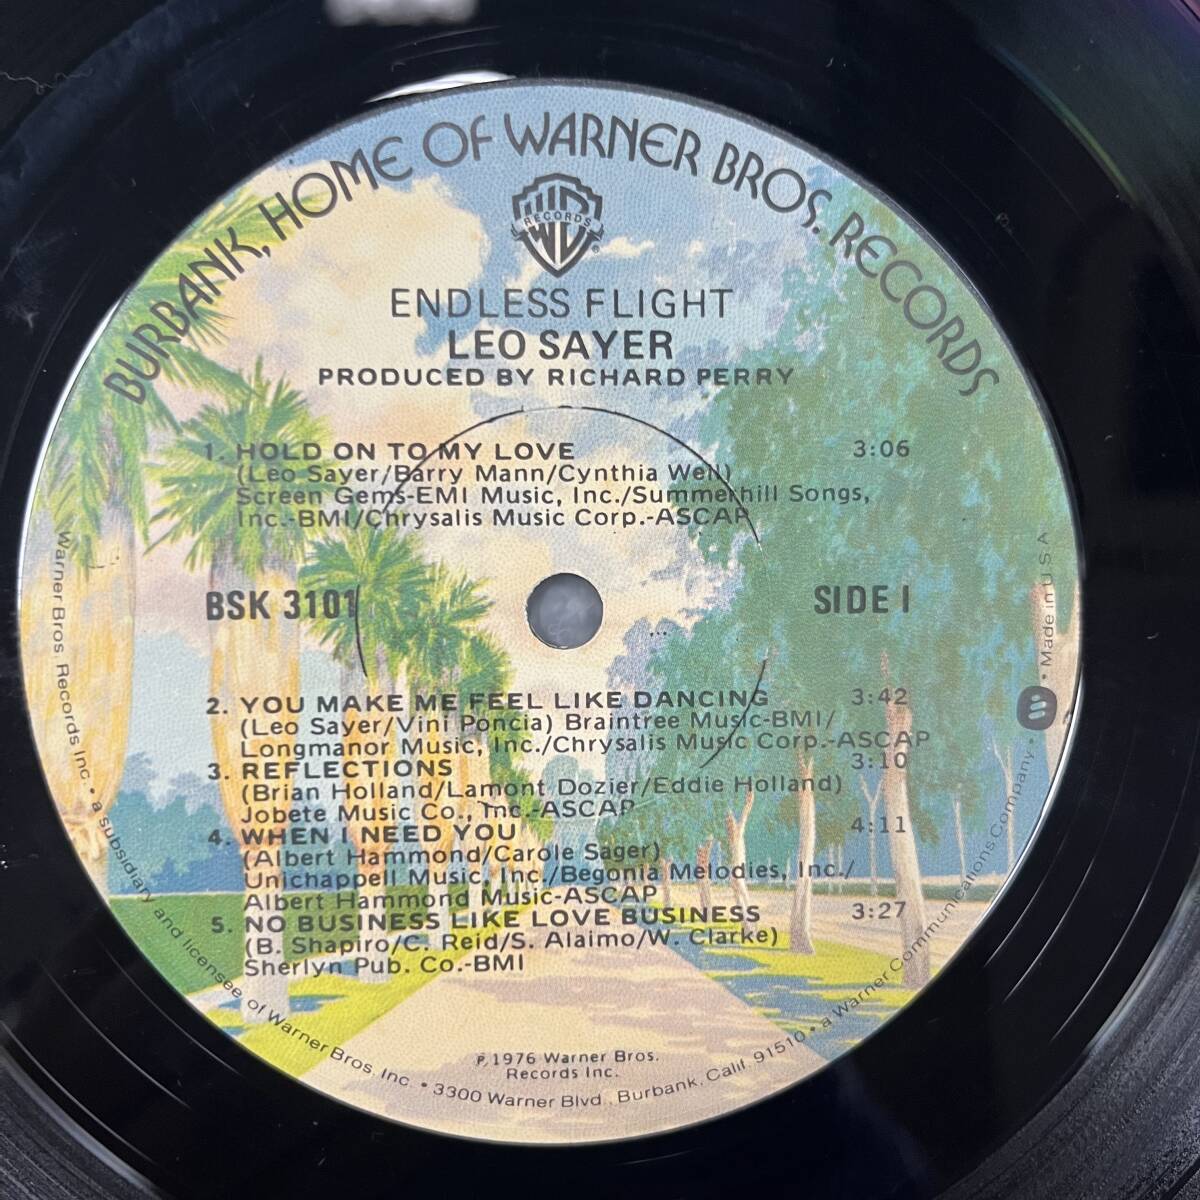 BURBANK, HOME OF WARNER BROS. RECORDS
W
RECORDS
®
ENDLESS FLIGHT
LEO SAYER
PRODUCED BY RICHARD PERRY
1. HOLD ON TO MY LOVE 3:06
(Leo Sayer/Barry Mann/Cynthia Weil)
Screen Gems-EMI Music, Inc./Summerhill Songs,
Inc.-BMI/Chrysalis Music Corp.-ASCAP
BSK 3101 SIDE I
2. YOU MAKE ME FEEL LIKE DANCING 3:42
(Leo Sayer/Vini Poncia) Braintree Music-BMI/
Longmanor Music, Inc./Chrysalis Music Corp.-ASCAP
3. REFLECTIONS 3:10
(Brian Holland/Lamont Dozier/Eddie Holland)
Jobete Music Co., Inc.-ASCAP
4. WHEN I NEED YOU 4:11
(Albert Hammond/Carole Sager)
Unichappell Music, Inc./Begonia Melodies, Inc./
Albert Hammond Music-ASCAP
5. NO BUSINESS LIKE LOVE BUSINESS 3:27
(B. Shapiro/C. Reid/S. Alaimo/W. Clarke)
Sherlyn Pub. Co.-BMI
℗1976 Warner Bros.
Records Inc.
Warner Bros. Records Inc. • a subsidiary and licensee of Warner Bros. Inc. • 3300 Warner Blvd., Burbank, Calif. 91510 • a Warner Communications Company • • Made in U S A